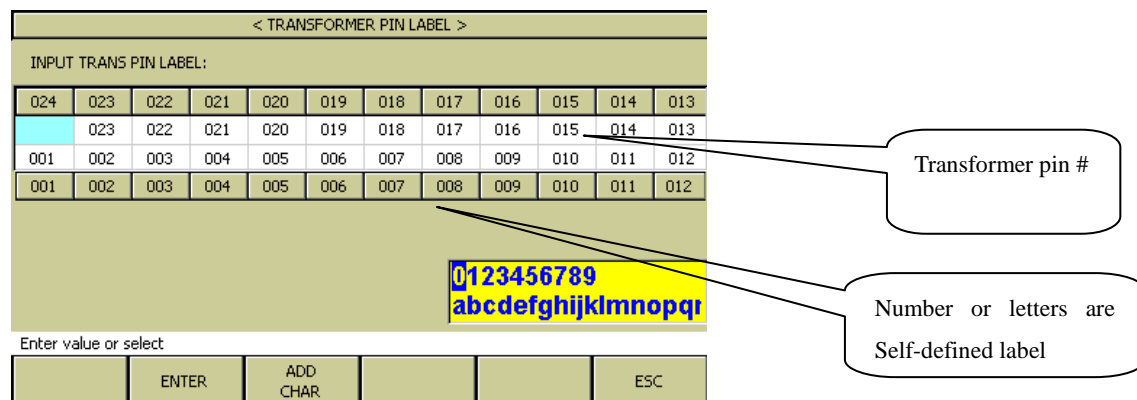 < TRANSFORMER PIN LABEL >
INPUT TRANS PIN LABEL:
024 023 022 021 020 019 018 017 016 015 014 013
023 022 021 020 019 018 017 016 015 014 013
001 002 003 004 005 006 007 008 009 010 011 012
001 002 003 004 005 006 007 008 009 010 011 012
Transformer pin #
0123456789
abcdefghijklmnopqr
Number or letters are
Self-defined label
Enter value or select
ENTER
ADD
CHAR
ESC